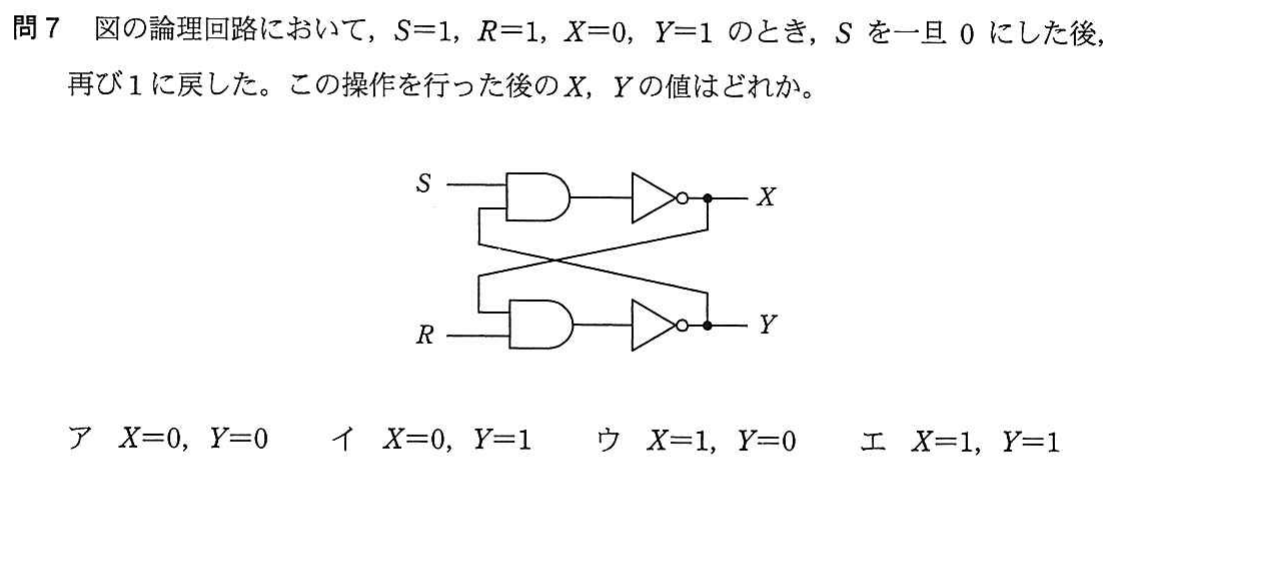 問7 図の論理回路において，S=1，R=1，X=0，Y=1 のとき，S を一旦 0 にした後，
再び1に戻した。この操作を行った後のX，Yの値はどれか。
S
X
R
Y
ア X=0，Y=0 イ X=0，Y=1 ウ X=1，Y=0 エ X=1，Y=1